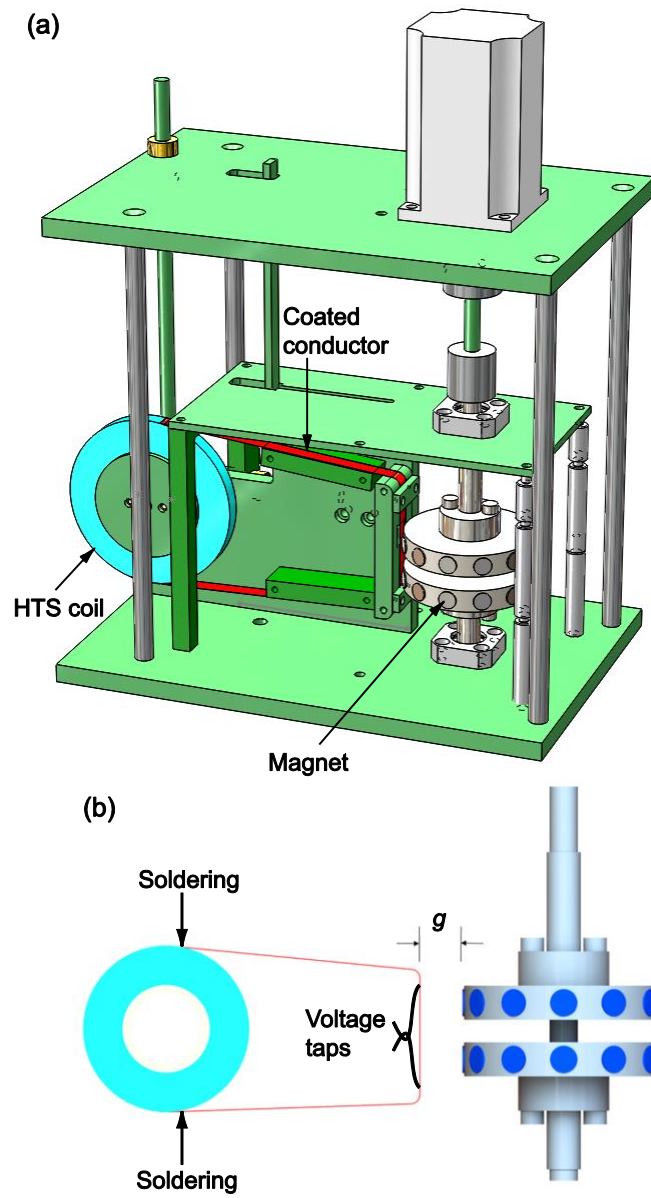 (a)
Coated
conductor
HTS coil
Magnet
(b)
Soldering
g
Voltage
taps
Soldering